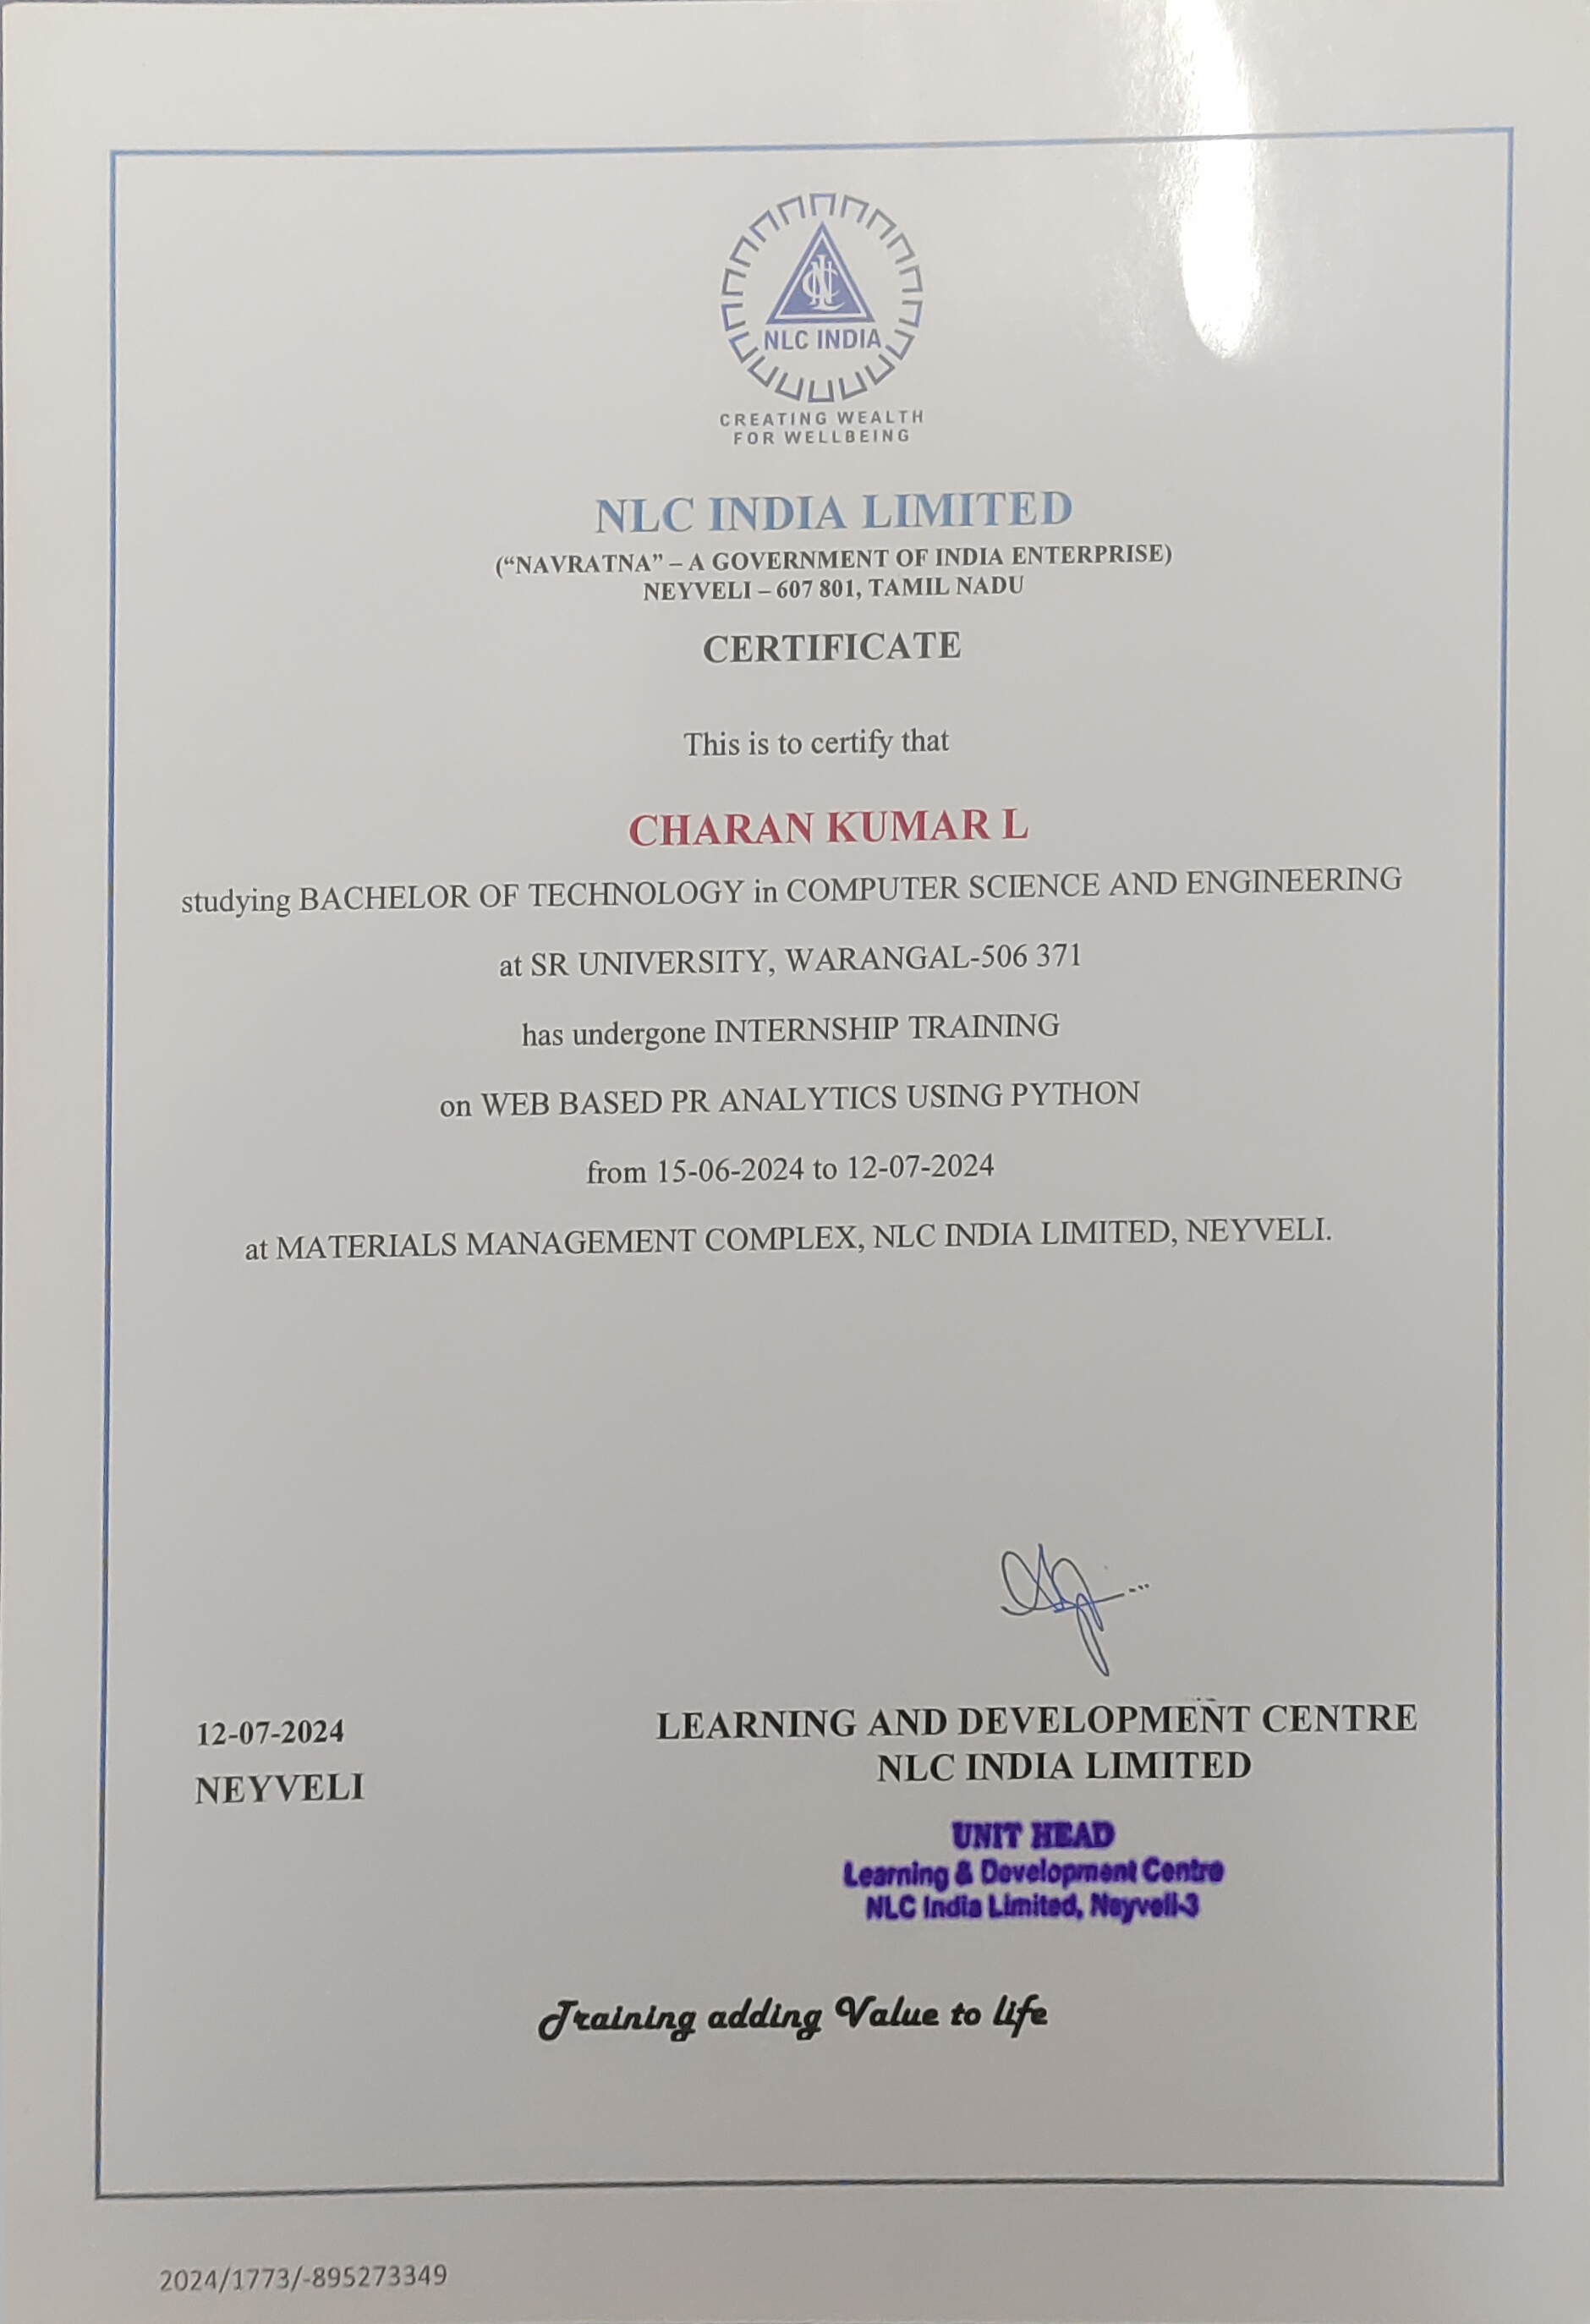 NLC INDIA
CREATING WEALTH
FOR WELLBEING
NLC INDIA LIMITED
(“NAVRATNA” – A GOVERNMENT OF INDIA ENTERPRISE)
NEYVELI – 607 801, TAMIL NADU
CERTIFICATE
This is to certify that
CHARAN KUMAR L
studying BACHELOR OF TECHNOLOGY in COMPUTER SCIENCE AND ENGINEERING
at SR UNIVERSITY, WARANGAL-506 371
has undergone INTERNSHIP TRAINING
on WEB BASED PR ANALYTICS USING PYTHON
from 15-06-2024 to 12-07-2024
at MATERIALS MANAGEMENT COMPLEX, NLC INDIA LIMITED, NEYVELI.
12-07-2024
NEYVELI
LEARNING AND DEVELOPMENT CENTRE
NLC INDIA LIMITED
UNIT HEAD
Learning & Development Centre
NLC India Limited, Neyveli-3
Training adding Value to life
2024/1773/-895273349